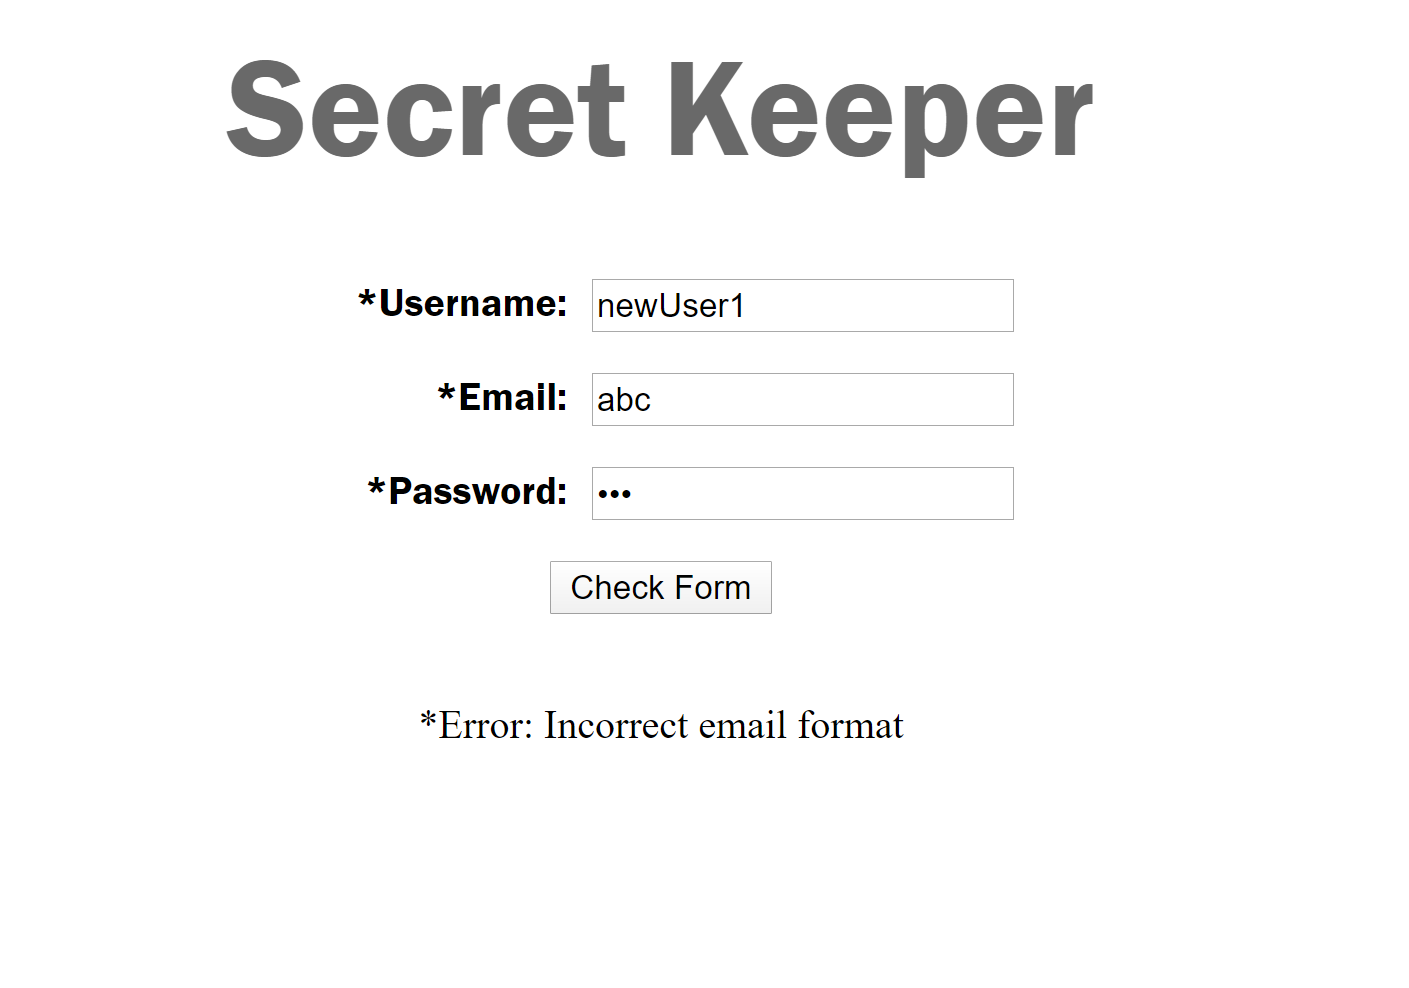 Secret Keeper
*Username: newUser1
*Email: abc
*Password: •••
Check Form
*Error: Incorrect email format